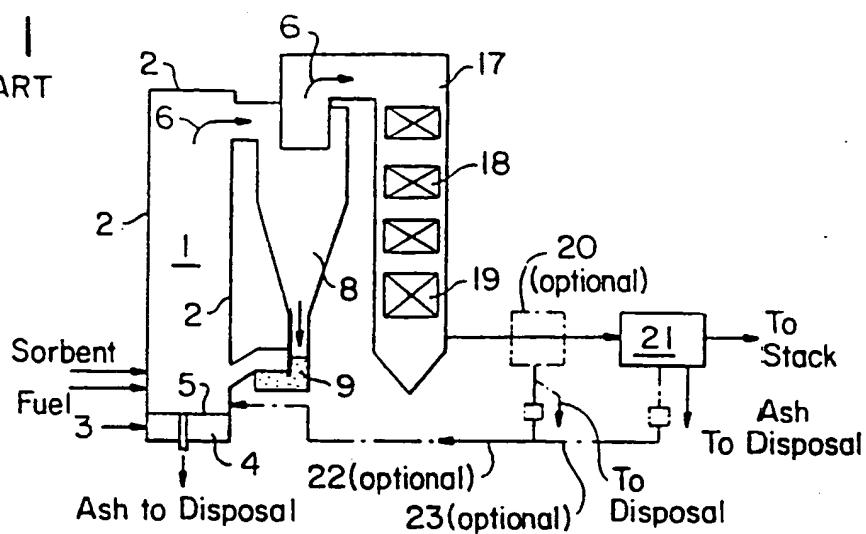 1
ART
6
2
17
6
18
2
1
20
(optional)
8
19
2
21
To
Stack
Sorbent
9
5
Fuel
3
Ash
To Disposal
4
22(optional)
To
Disposal
Ash to Disposal
23(optional)